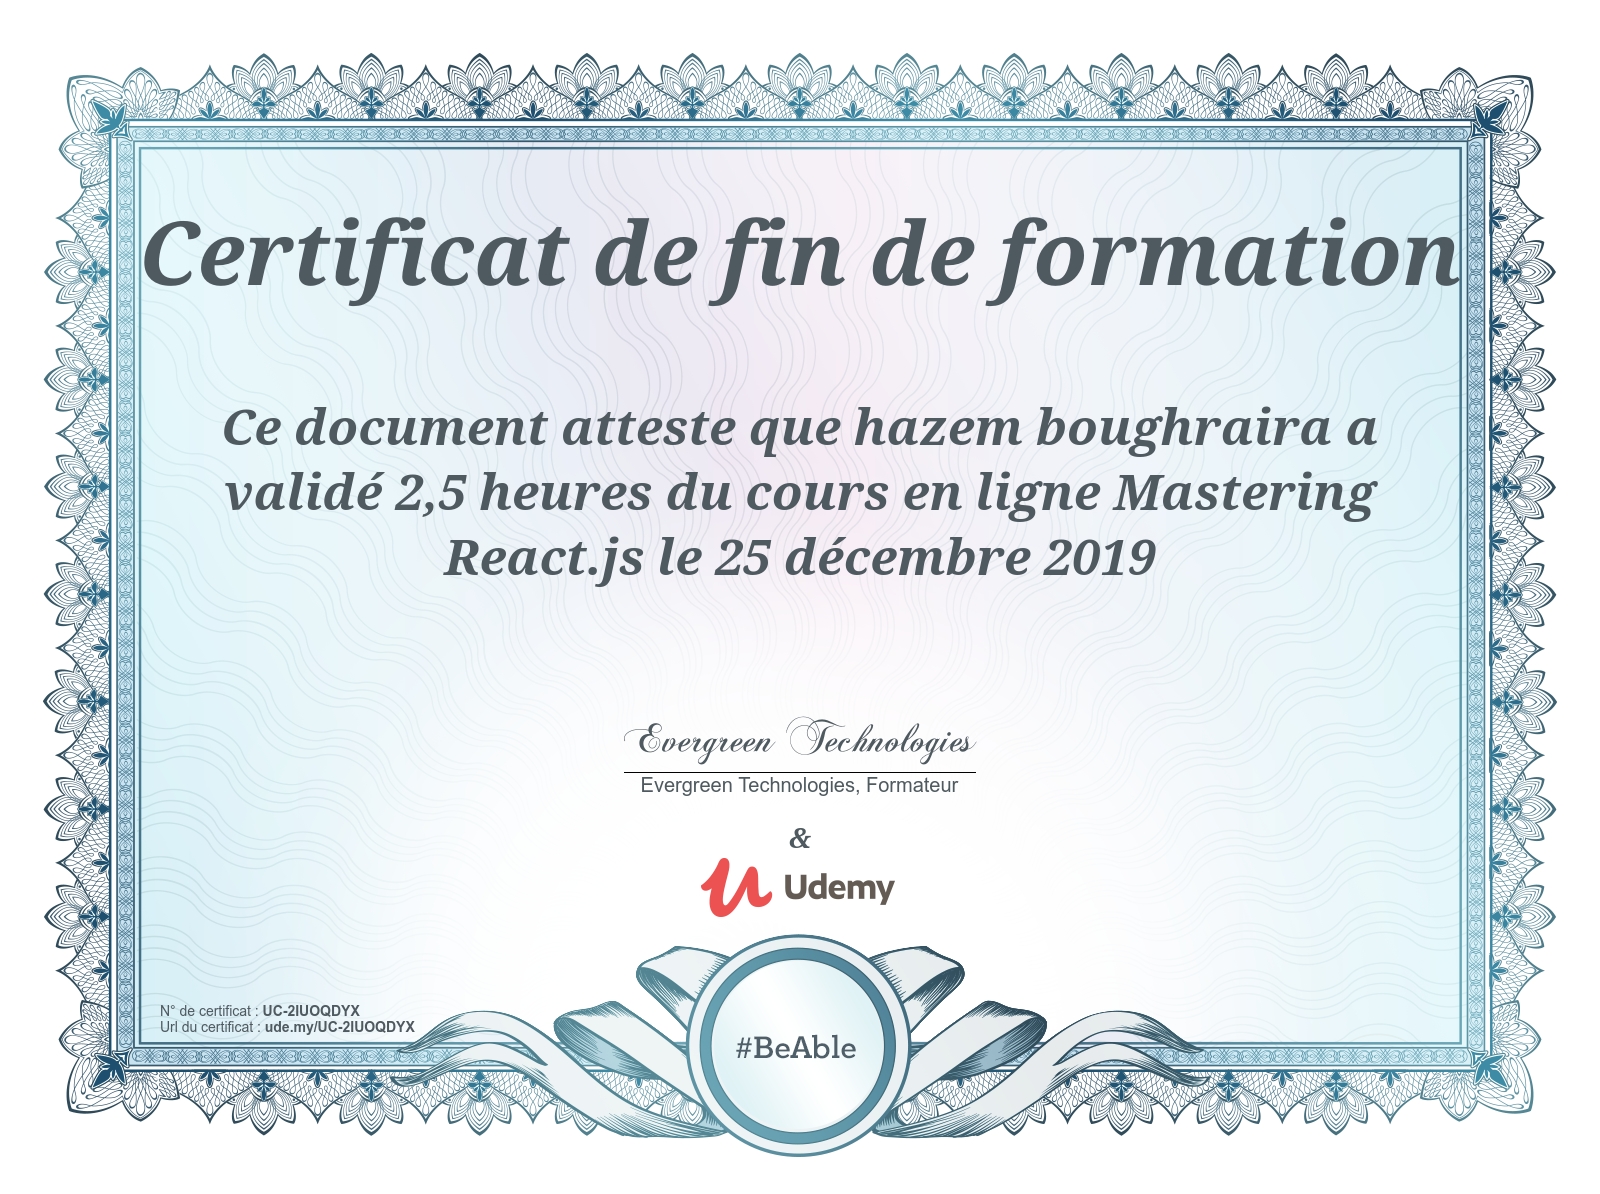 Certificat de fin de formation
Ce document atteste que hazem boughraira a
validé 2,5 heures du cours en ligne Mastering
React.js le 25 décembre 2019
Evergreen Technologies
Evergreen Technologies, Formateur
&
Udemy
#BeAble
N° de certificat : UC-2IUOQDYX
Url du certificat : ude.my/UC-2IUOQDYX